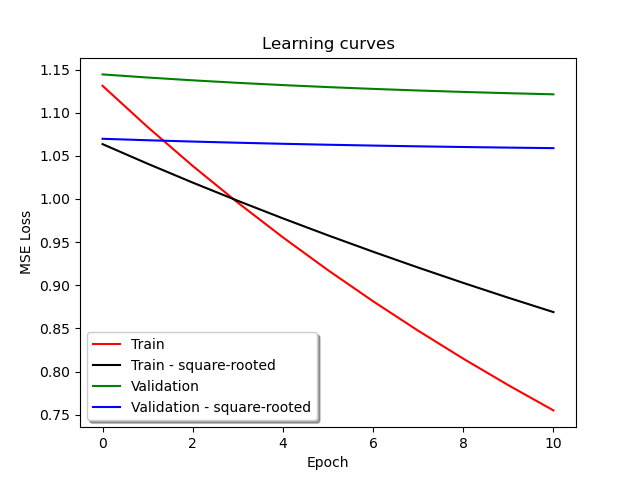 Learning curves
MSE Loss
1.15
1.10
1.05
1.00
0.95
0.90
0.85
0.80
0.75
Train
Train - square-rooted
Validation
Validation - square-rooted
0 2 4 6 8 10
Epoch